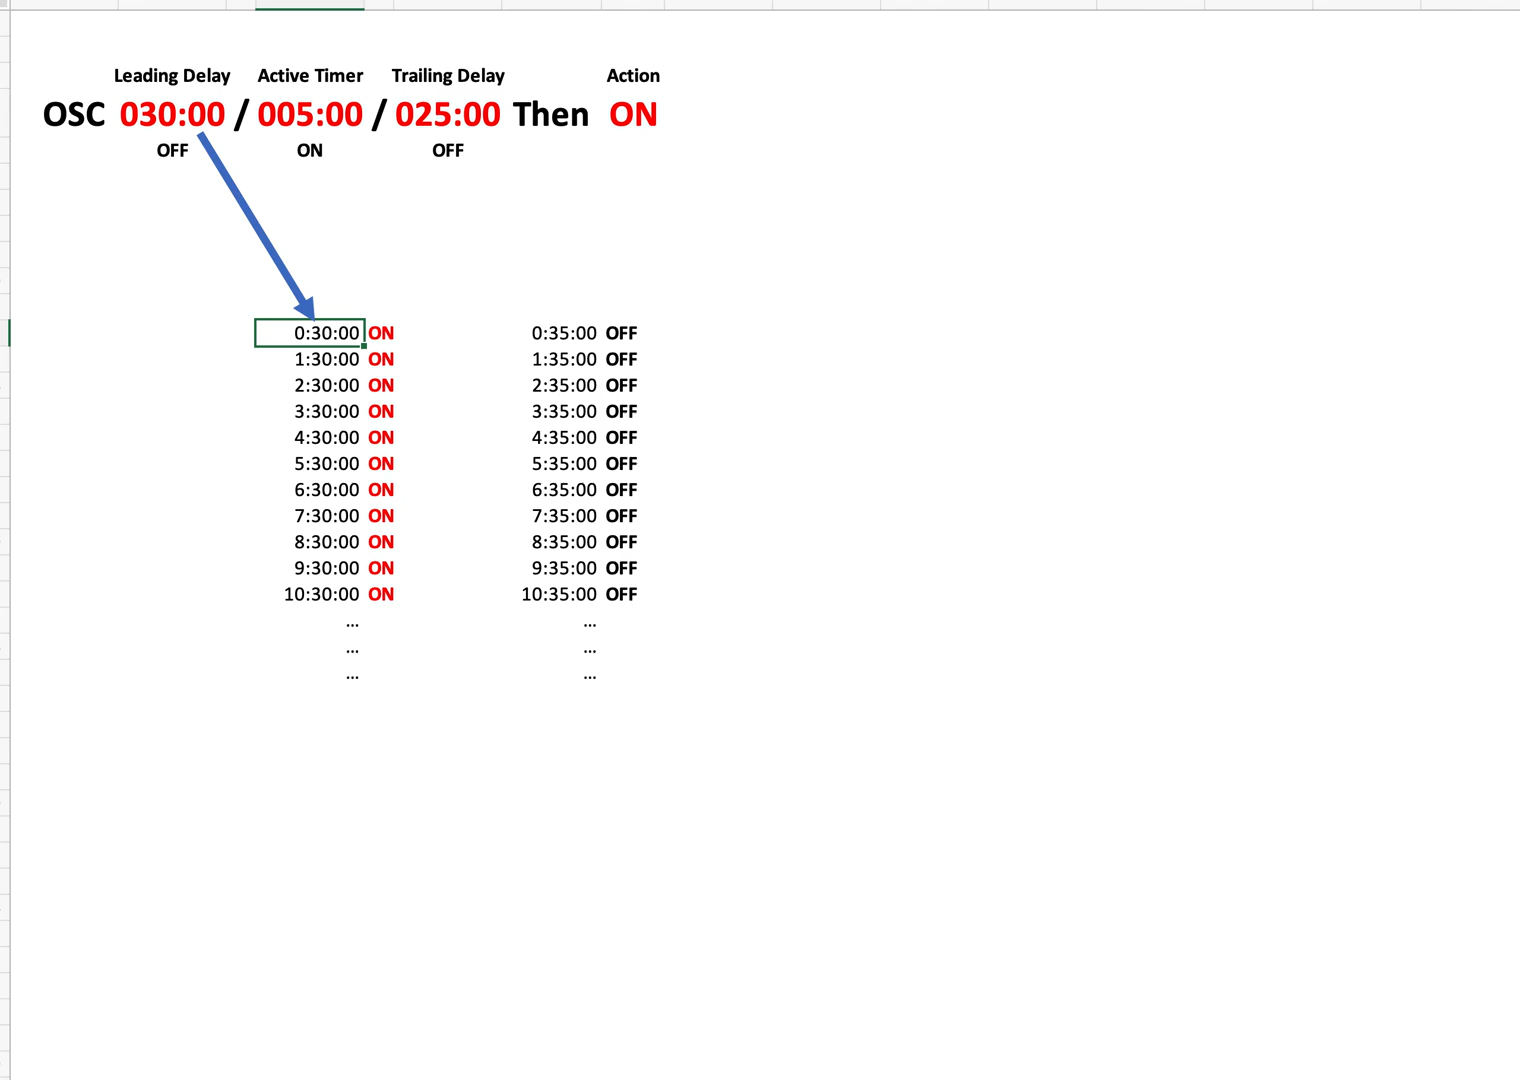 Leading Delay Active Timer Trailing Delay Action
OSC 030:00 / 005:00 / 025:00 Then ON
OFF ON OFF
0:30:00 ON 0:35:00 OFF
1:30:00 ON 1:35:00 OFF
2:30:00 ON 2:35:00 OFF
3:30:00 ON 3:35:00 OFF
4:30:00 ON 4:35:00 OFF
5:30:00 ON 5:35:00 OFF
6:30:00 ON 6:35:00 OFF
7:30:00 ON 7:35:00 OFF
8:30:00 ON 8:35:00 OFF
9:30:00 ON 9:35:00 OFF
10:30:00 ON 10:35:00 OFF
... ...
... ...
... ...